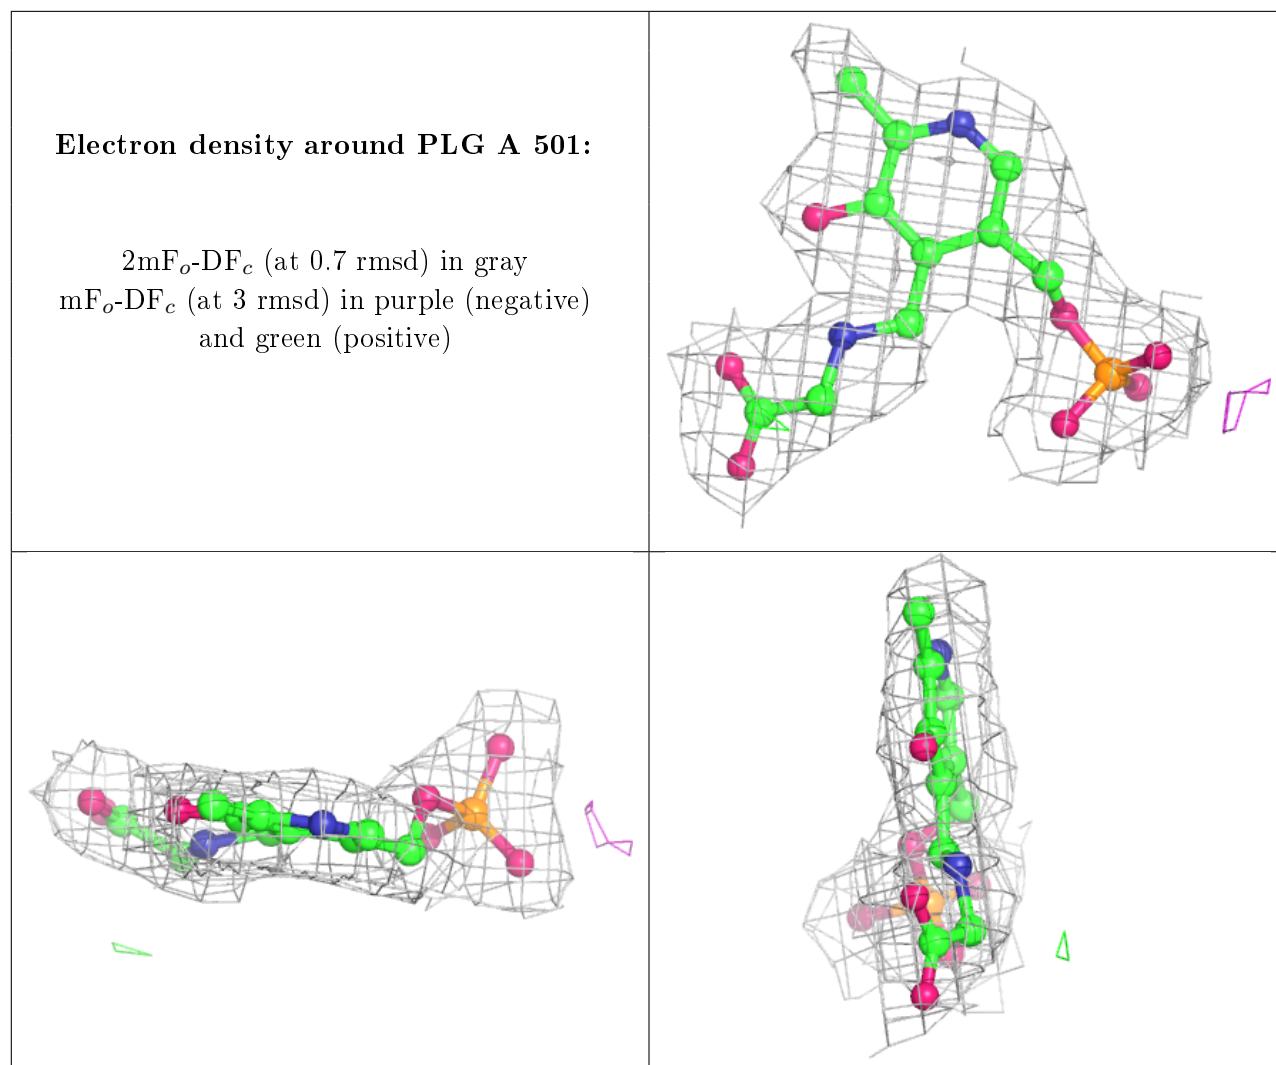 Electron density around PLG A 501:
2mFₒ-DF𝒸 (at 0.7 rmsd) in gray
mFₒ-DF𝒸 (at 3 rmsd) in purple (negative)
and green (positive)